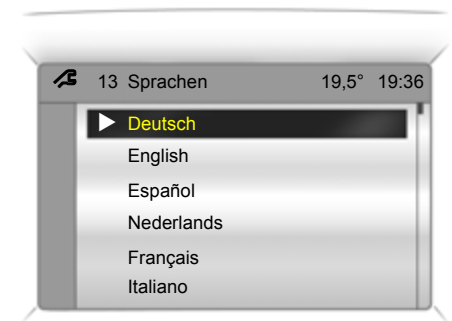 13 Sprachen 19,5° 19:36
Deutsch
English
Español
Nederlands
Français
Italiano